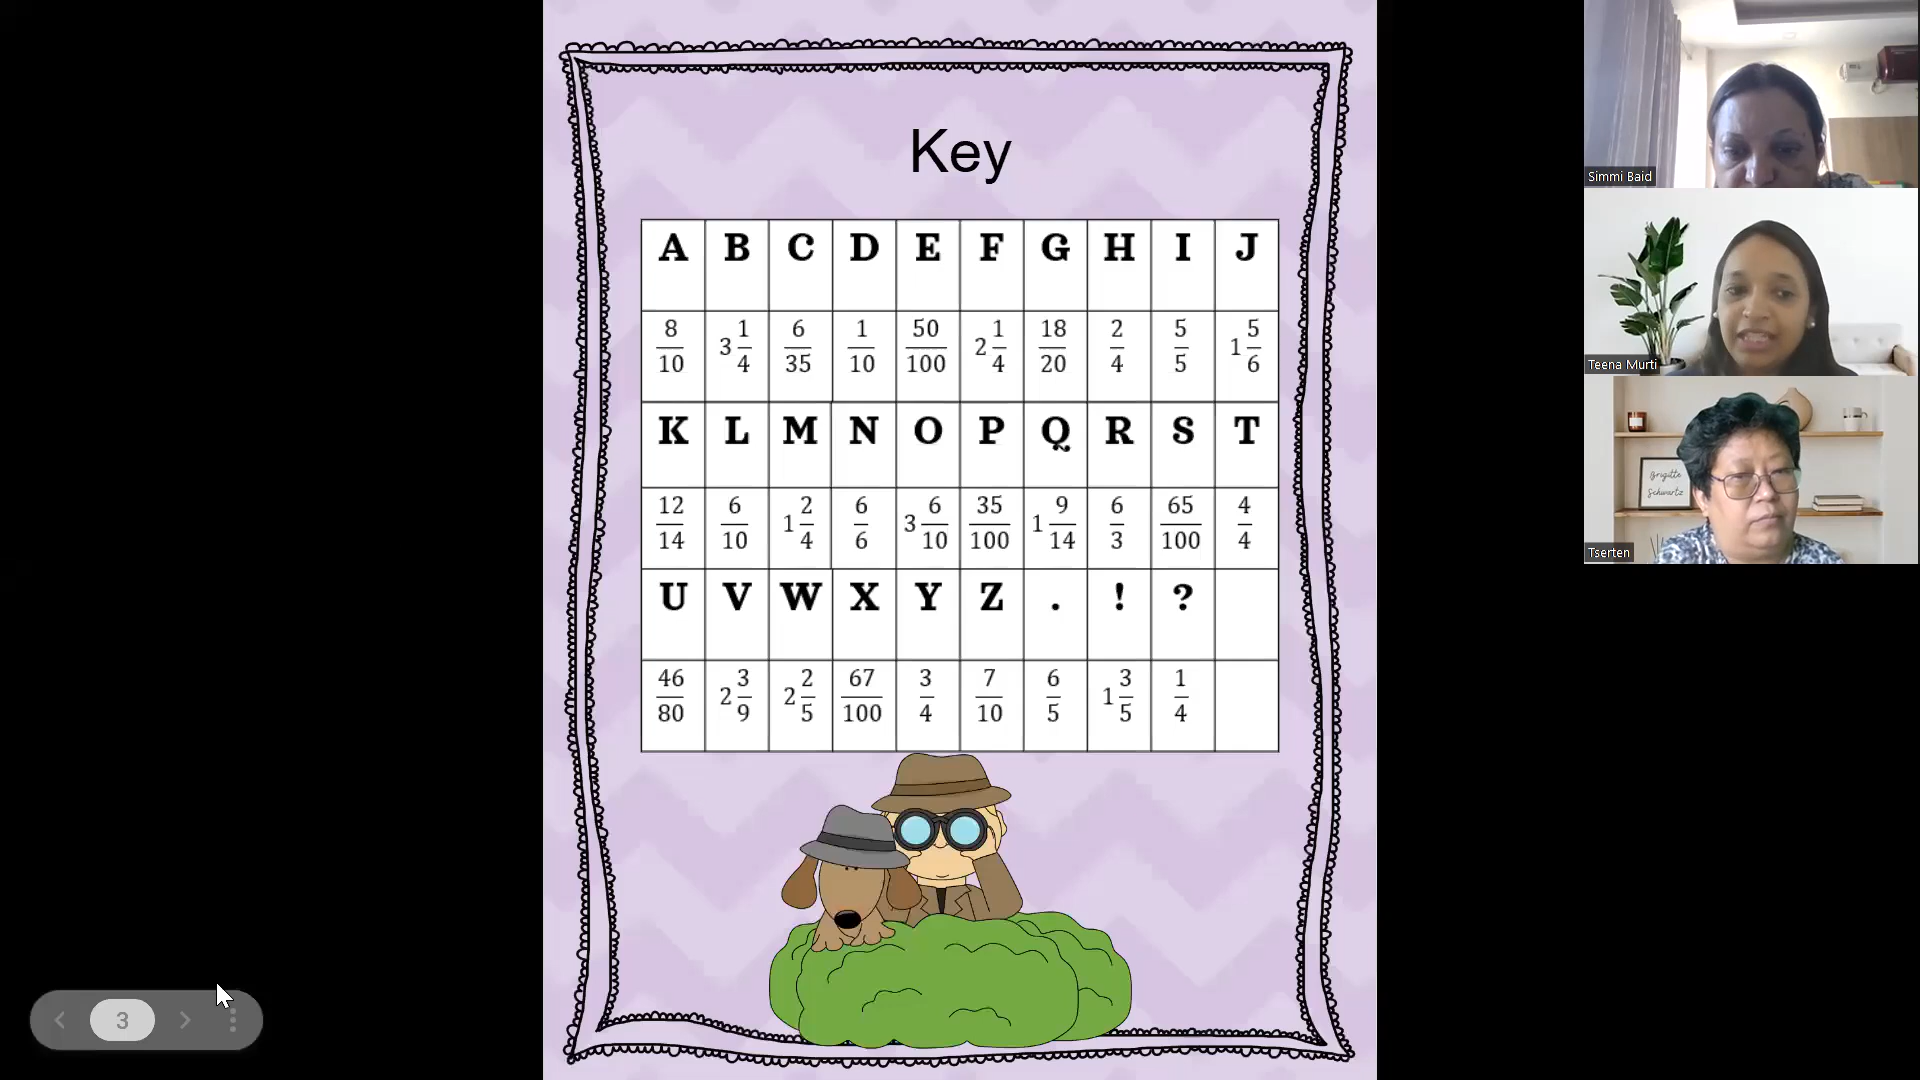 Key
A B C D E F G H I J
8/10 3 1/4 6/35 1/10 50/100 2 1/4 18/20 2/4 5/5 1 5/6
K L M N O P Q R S T
12/14 6/10 1 2/4 6/6 3 6/10 35/100 1 9/14 6/3 65/100 4/4
U V W X Y Z . ! ?
46/80 2 3/9 2 2/5 67/100 3/4 7/10 6/5 1 3/5 1/4
3
Simmi Baid
Teena Murti
Brigitte
Schwartz
Tserten